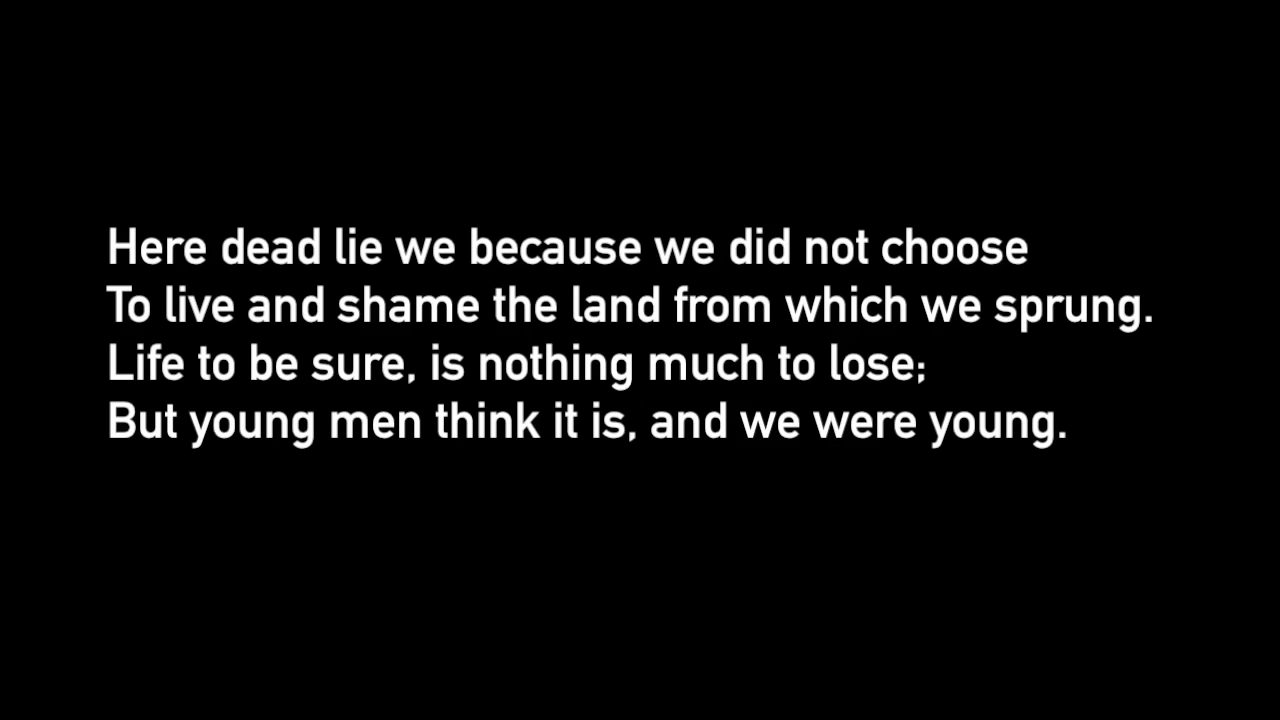 Here dead lie we because we did not choose
To live and shame the land from which we sprung.
Life to be sure, is nothing much to lose;
But young men think it is, and we were young.